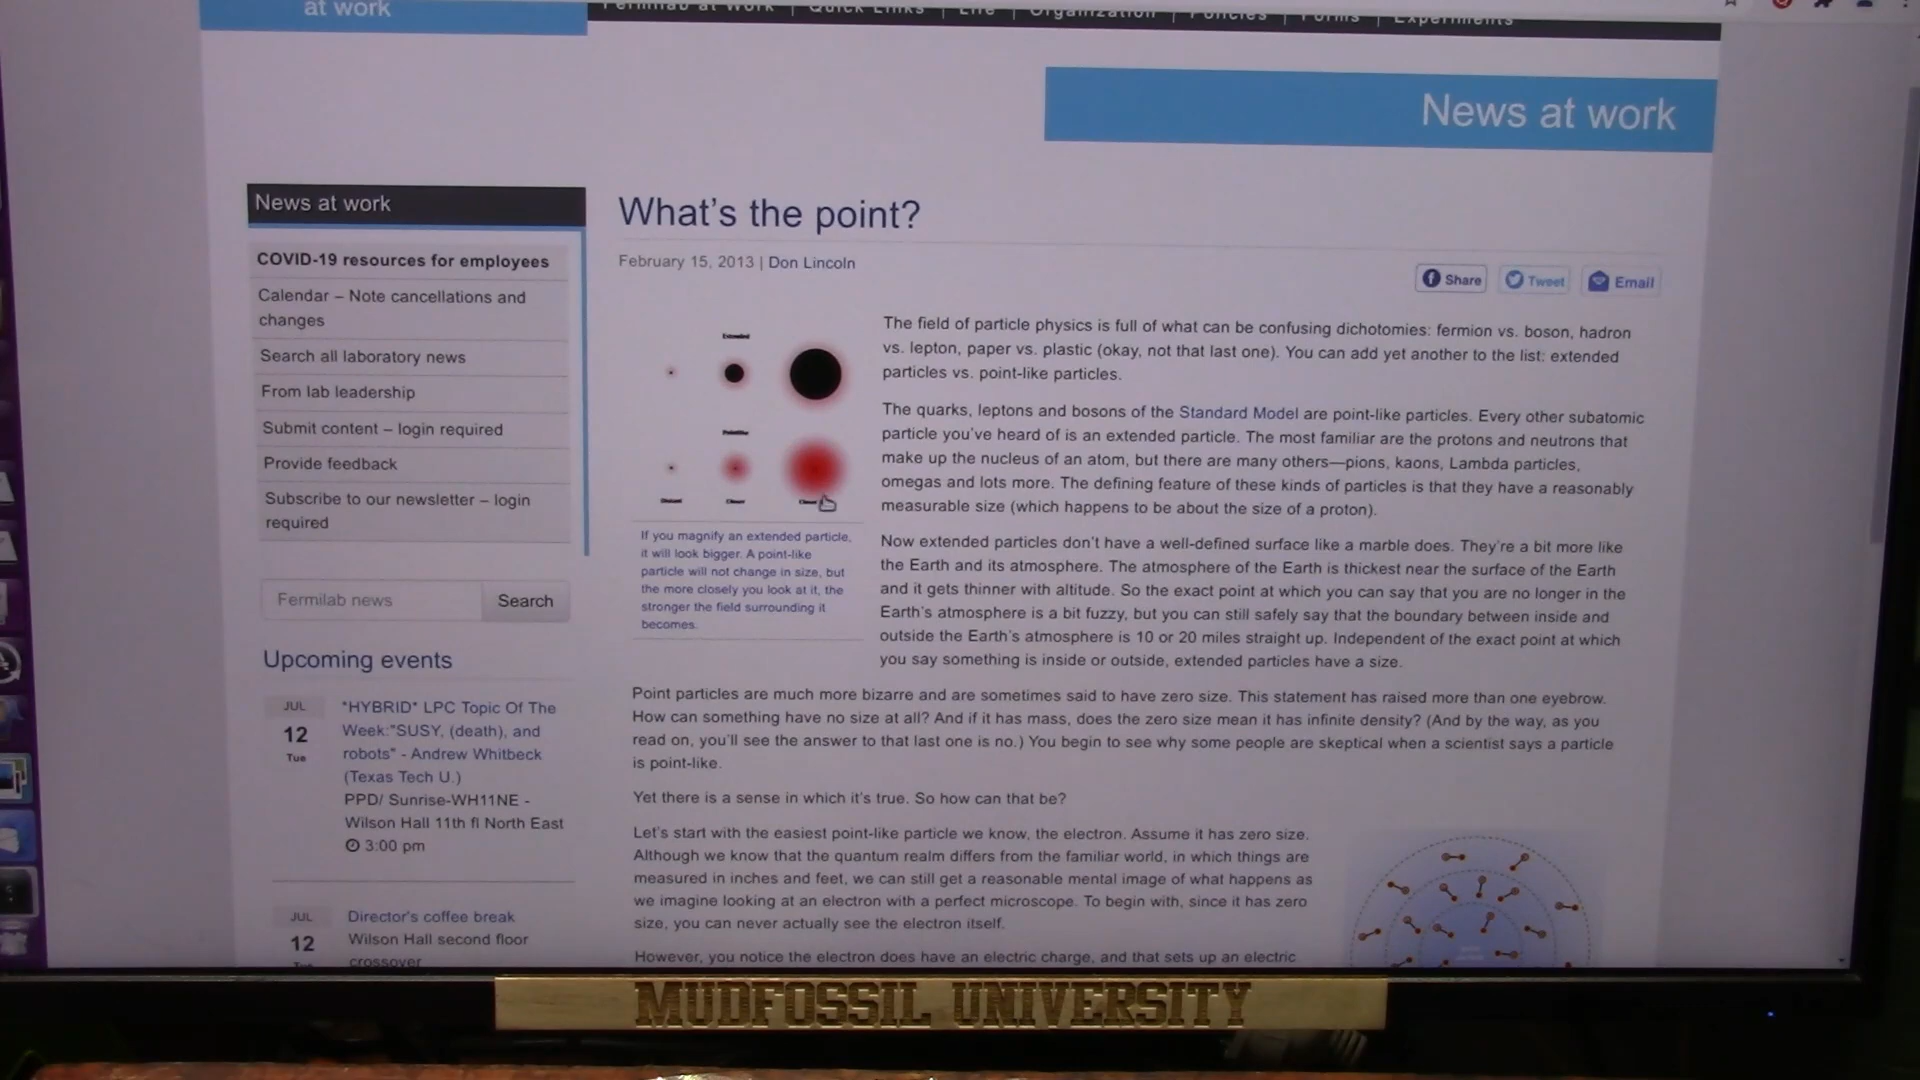 at work
Fermilab at Work | Quick Links | Life | Organization | Policies | Forms | Experiments
News at work
News at work
COVID-19 resources for employees
Calendar – Note cancellations and
changes
Search all laboratory news
From lab leadership
Submit content – login required
Provide feedback
Subscribe to our newsletter – login
required
Fermilab news
Search
Upcoming events
JUL
12
Tue
"HYBRID" LPC Topic Of The
Week:"SUSY, (death), and
robots" - Andrew Whitbeck
(Texas Tech U.)
PPD/ Sunrise-WH11NE -
Wilson Hall 11th fl North East
3:00 pm
JUL
12
Director's coffee break
Wilson Hall second floor
crossover
What's the point?
February 15, 2013 | Don Lincoln
Share
Tweet
Email
Extended
Pointlike
Distant
Closer
If you magnify an extended particle,
it will look bigger. A point-like
particle will not change in size, but
the more closely you look at it, the
stronger the field surrounding it
becomes.
The field of particle physics is full of what can be confusing dichotomies: fermion vs. boson, hadron
vs. lepton, paper vs. plastic (okay, not that last one). You can add yet another to the list: extended
particles vs. point-like particles.
The quarks, leptons and bosons of the Standard Model are point-like particles. Every other subatomic
particle you've heard of is an extended particle. The most familiar are the protons and neutrons that
make up the nucleus of an atom, but there are many others—pions, kaons, Lambda particles,
omegas and lots more. The defining feature of these kinds of particles is that they have a reasonably
measurable size (which happens to be about the size of a proton).
Now extended particles don't have a well-defined surface like a marble does. They're a bit more like
the Earth and its atmosphere. The atmosphere of the Earth is thickest near the surface of the Earth
and it gets thinner with altitude. So the exact point at which you can say that you are no longer in the
Earth's atmosphere is a bit fuzzy, but you can still safely say that the boundary between inside and
outside the Earth's atmosphere is 10 or 20 miles straight up. Independent of the exact point at which
you say something is inside or outside, extended particles have a size.
Point particles are much more bizarre and are sometimes said to have zero size. This statement has raised more than one eyebrow.
How can something have no size at all? And if it has mass, does the zero size mean it has infinite density? (And by the way, as you
read on, you'll see the answer to that last one is no.) You begin to see why some people are skeptical when a scientist says a particle
is point-like.
Yet there is a sense in which it's true. So how can that be?
Let's start with the easiest point-like particle we know, the electron. Assume it has zero size.
Although we know that the quantum realm differs from the familiar world, in which things are
measured in inches and feet, we can still get a reasonable mental image of what happens as
we imagine looking at an electron with a perfect microscope. To begin with, since it has zero
size, you can never actually see the electron itself.
However, you notice the electron does have an electric charge, and that sets up an electric
MUDFOSSIL UNIVERSITY